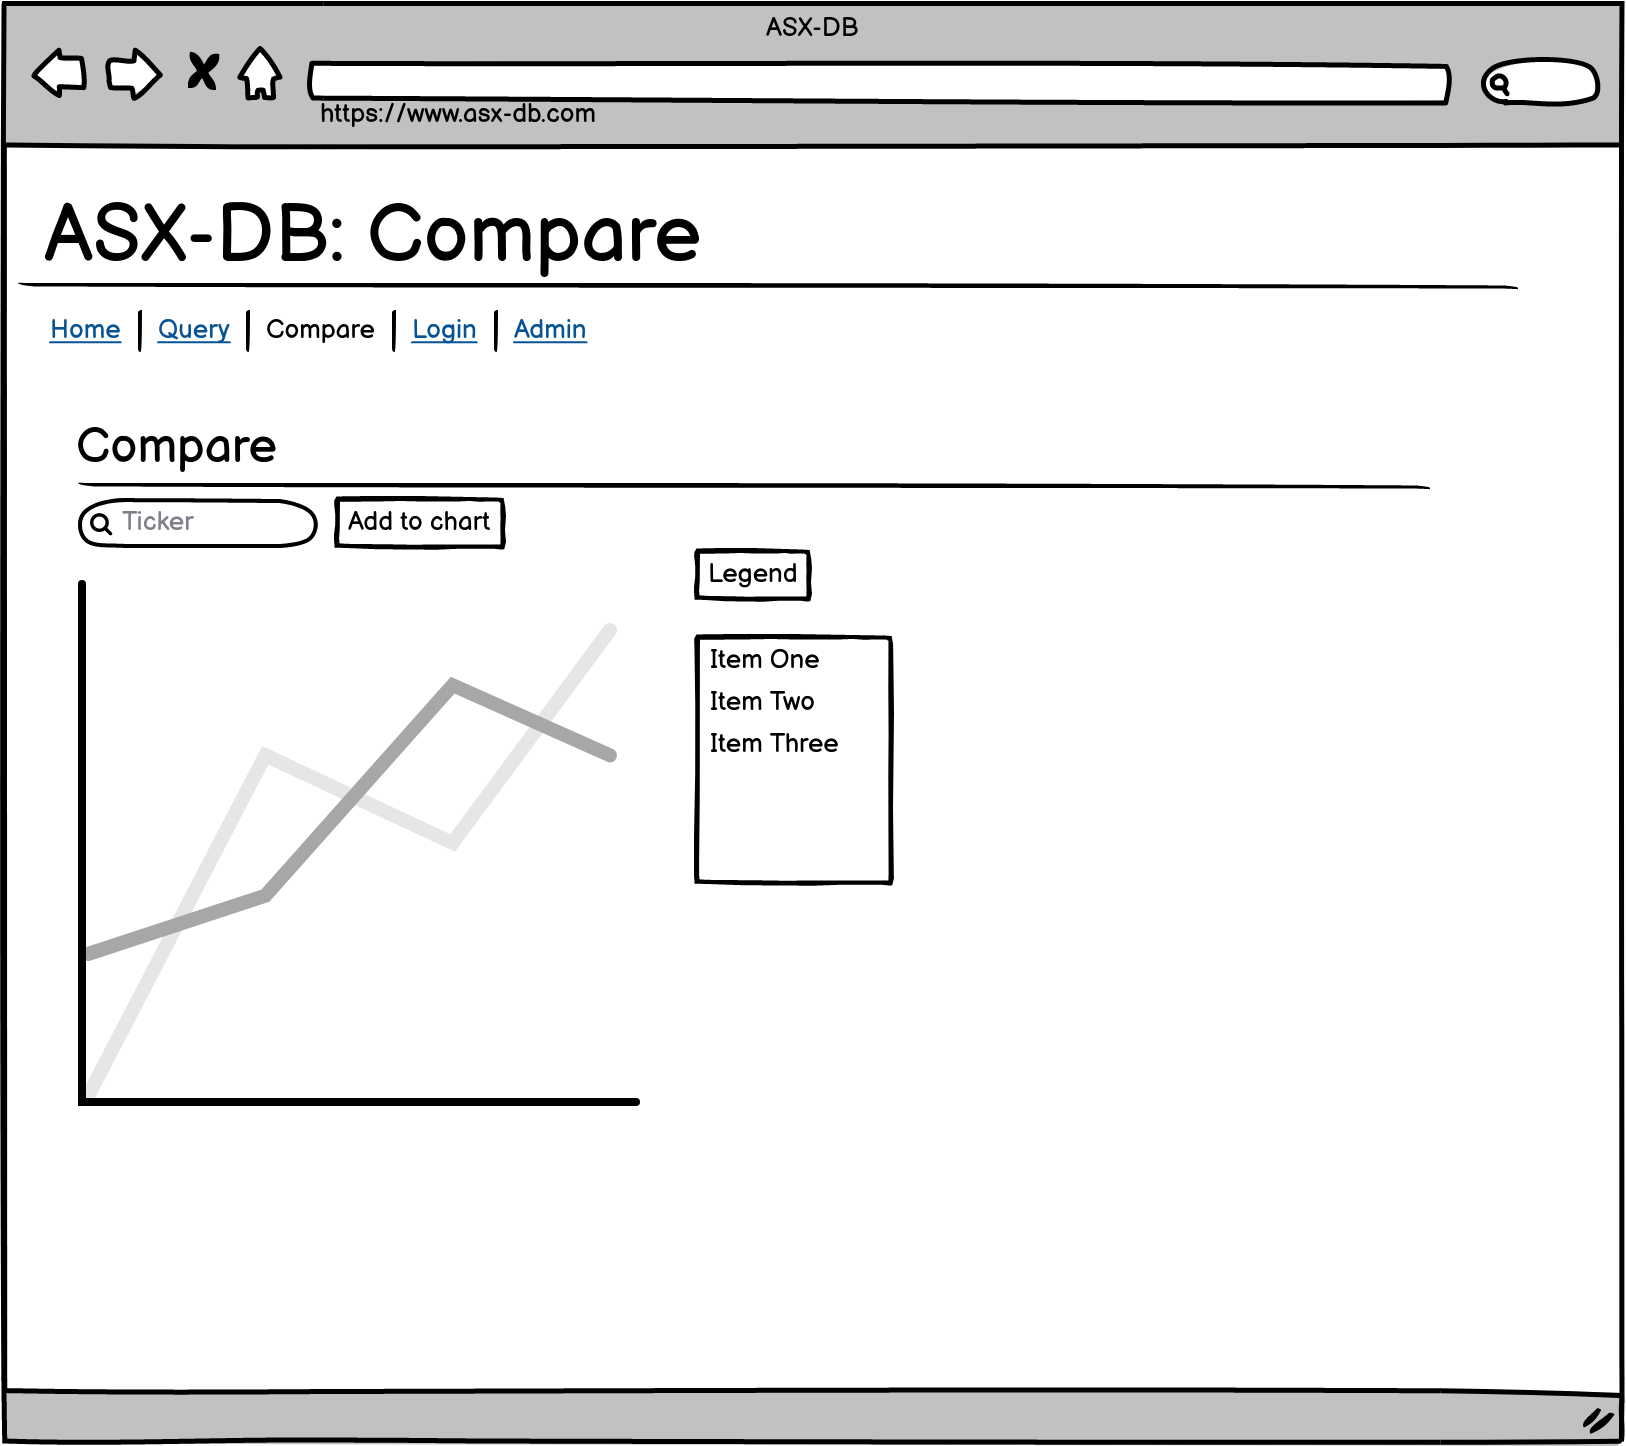 ASX-DB
https://www.asx-db.com
ASX-DB: Compare
Home Query Compare Login Admin
Compare
Ticker Add to chart
Legend
Item One
Item Two
Item Three